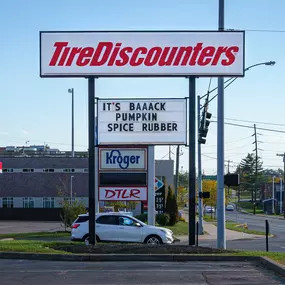 TireDiscounters
IT'S BAAACK
PUMPKIN
SPICE RUBBER
Kroger
DTLR